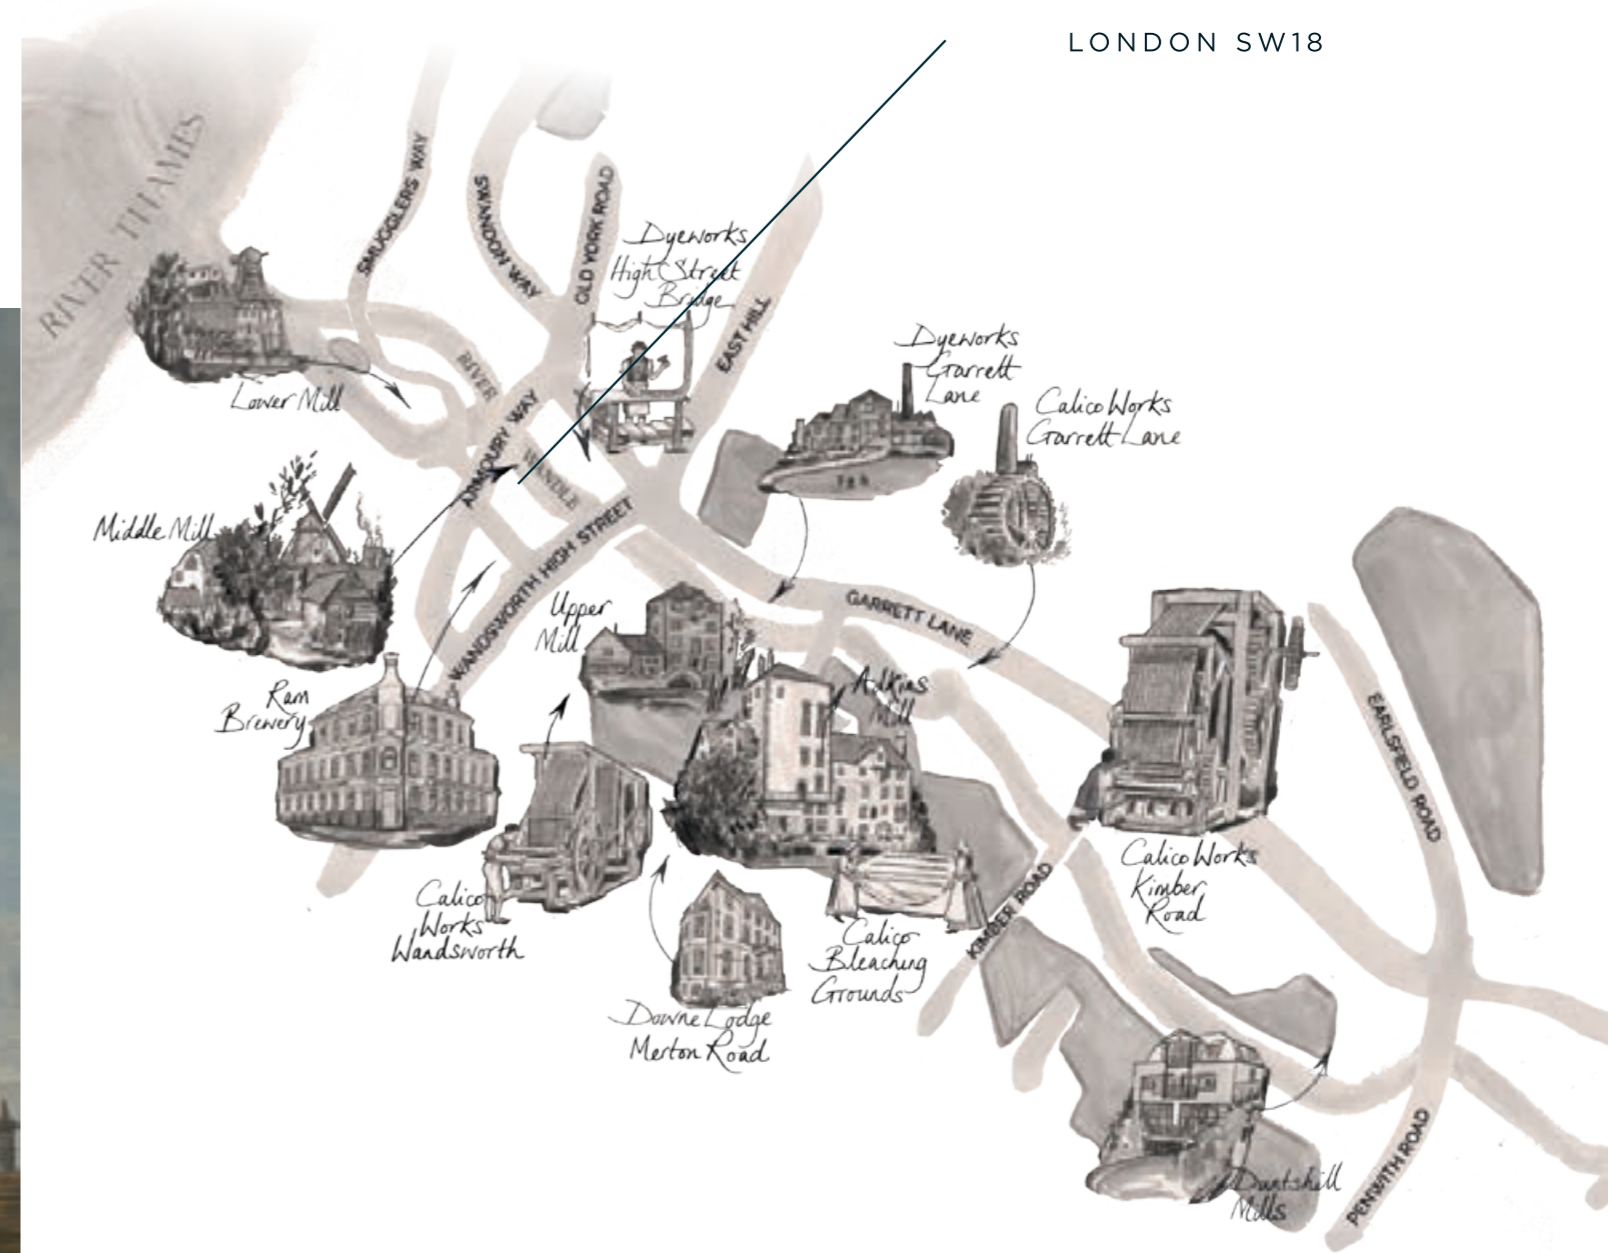 LONDON SW18
RIVER THAMES
SMUGGLERS WAY
SWANDON WAY
OLD YORK ROAD
Dyeworks
High Street
Bridge
EAST HILL
Dyeworks
Garrett
Lane
Calico Works
Garrett Lane
Lower Mill
RIVER
WANDLE
ARMOURY WAY
Middle Mill
WANDSWORTH HIGH STREET
Upper
Mill
GARRETT LANE
Ram
Brewery
Adkins
Mill
EARLSFIELD ROAD
Calico
Works
Wandsworth
Calico Works
Kimber
Road
KIMBER ROAD
Calico
Bleaching
Grounds
Downe Lodge
Merton Road
Duntshill
Mills
PENWITH ROAD